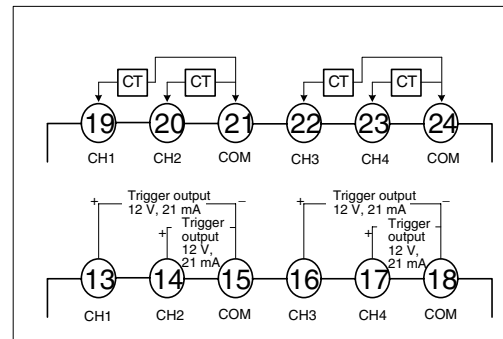 CT CT CT CT
19 20 21 22 23 24
CH1 CH2 COM CH3 CH4 COM
+ Trigger output − + Trigger output −
12 V, 21 mA 12 V, 21 mA
+ Trigger − + Trigger −
output output
12 V, 12 V,
21 mA 21 mA
13 14 15 16 17 18
CH1 CH2 COM CH3 CH4 COM